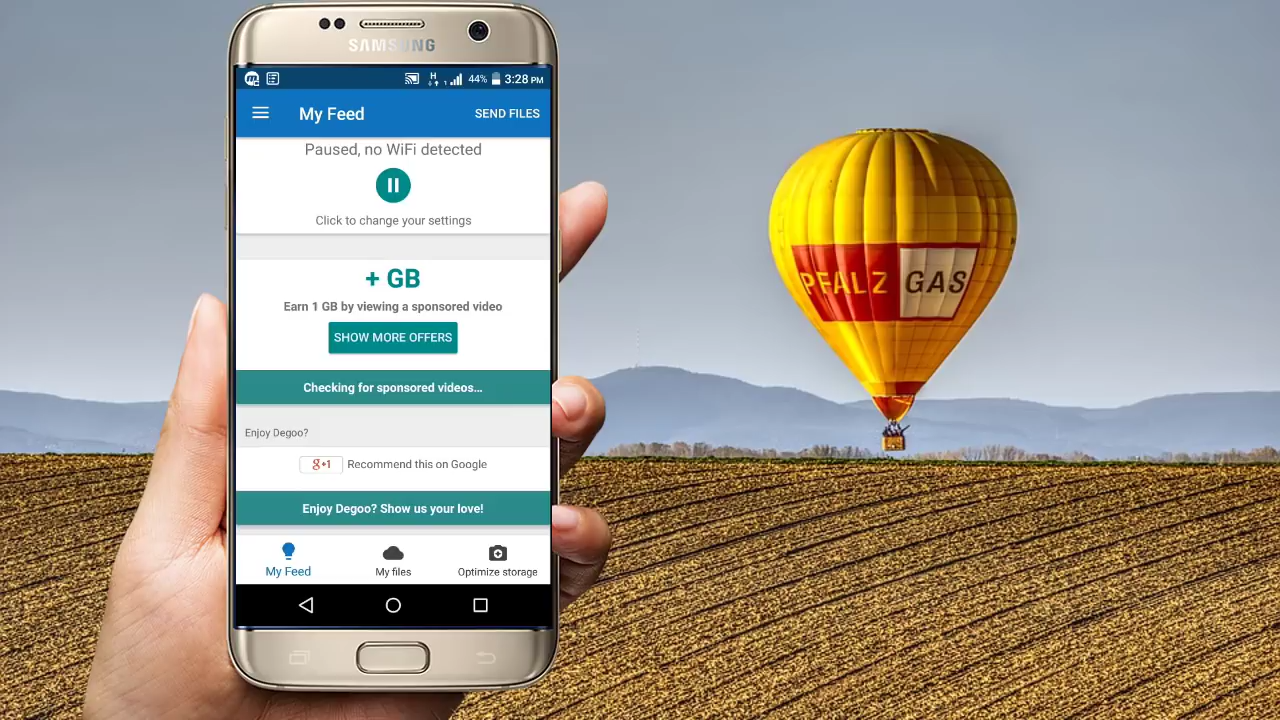 SAMSUNG
H
1
44%
3:28 PM
My Feed
SEND FILES
Paused, no WiFi detected
Click to change your settings
+ GB
Earn 1 GB by viewing a sponsored video
SHOW MORE OFFERS
Checking for sponsored videos...
Enjoy Degoo?
g+1 Recommend this on Google
Enjoy Degoo? Show us your love!
My Feed
My files
Optimize storage
PFALZ GAS